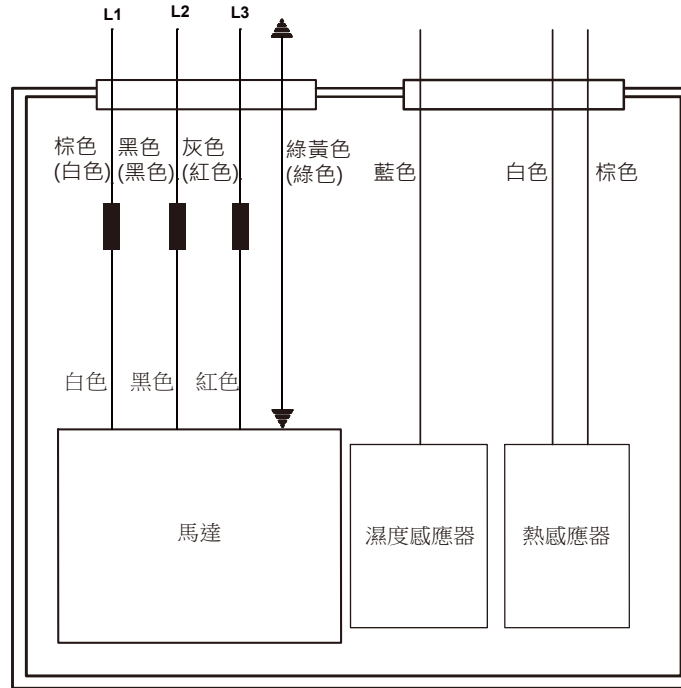 L1 L2 L3
棕色 黑色 灰色 綠黃色
(白色) (黑色) (紅色) (綠色)
藍色 白色 棕色
白色 黑色 紅色
馬達 濕度感應器 熱感應器